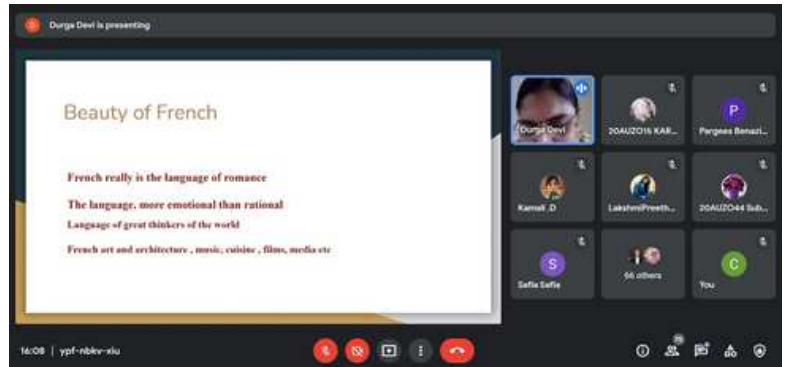 Durga Devi is presenting
Beauty of French
French really is the language of romance
The language, more emotional than rational
Language of great thinkers of the world
French art and architecture , music, cuisine , films, media etc
Durga Devi
20AUZO16 KAR...
P
Pergees Benazi...
Kamali .D
LakshmiPreeth...
20AUZO44 Sub...
S
Safia Safie
66 others
C
You
16:08 | ypf-nbkv-xiu